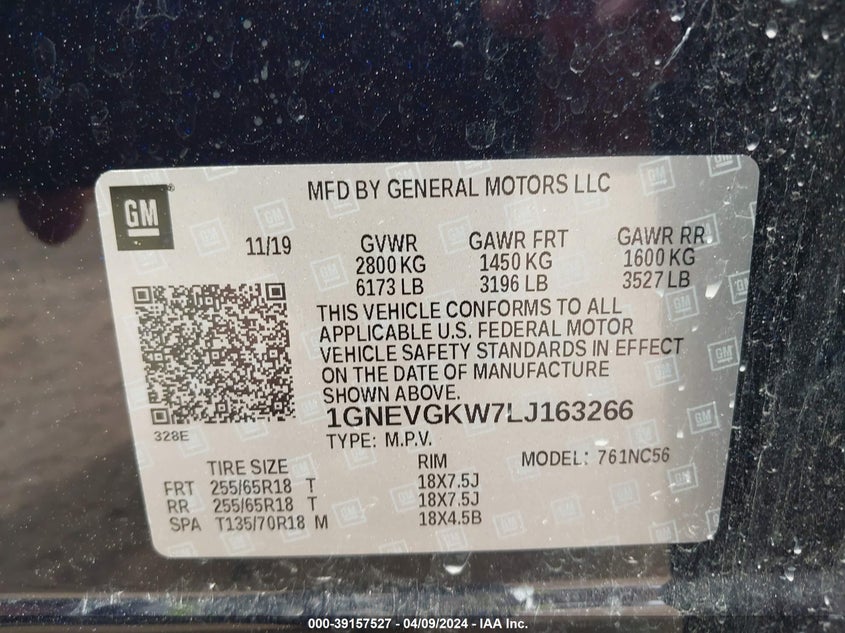 GM
MFD BY GENERAL MOTORS LLC
11/19 GVWR GAWR FRT GAWR RR
2800 KG 1450 KG 1600 KG
6173 LB 3196 LB 3527 LB
THIS VEHICLE CONFORMS TO ALL
APPLICABLE U.S. FEDERAL MOTOR
VEHICLE SAFETY STANDARDS IN EFFECT
ON THE DATE OF MANUFACTURE
SHOWN ABOVE.
1GNEVGKW7LJ163266
328E
TYPE: M.P.V. MODEL: 761NC56
TIRE SIZE RIM
FRT 255/65R18 T 18X7.5J
RR 255/65R18 T 18X7.5J
SPA T135/70R18 M 18X4.5B
000-39157527 - 04/09/2024 - IAA Inc.